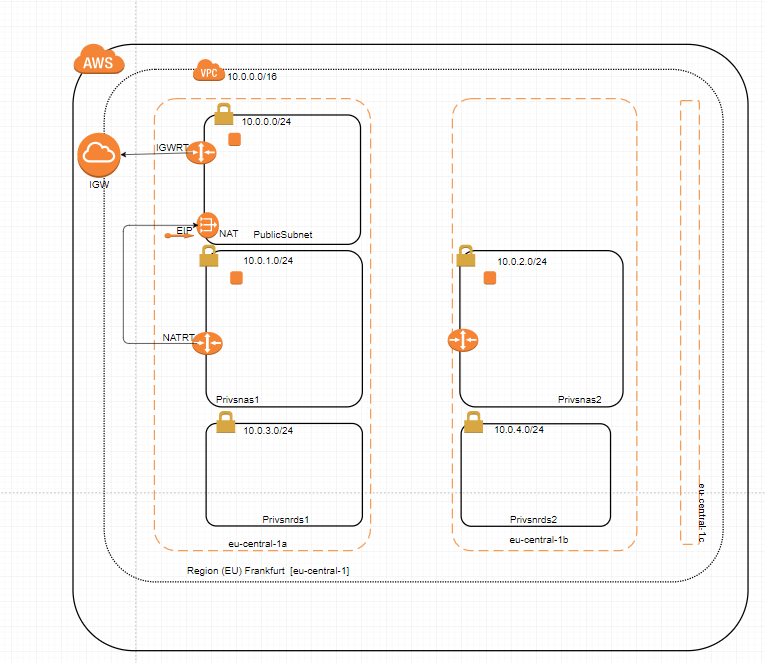 AWS
VPC
10.0.0.0/16
10.0.0.0/24
IGWRT
IGW
EIP
NAT
PublicSubnet
10.0.1.0/24
10.0.2.0/24
NATRT
Privsnas1
Privsnas2
10.0.3.0/24
10.0.4.0/24
Privsnrds1
Privsnrds2
eu-central-1a
eu-central-1b
eu-central-1c
Region (EU) Frankfurt [eu-central-1]